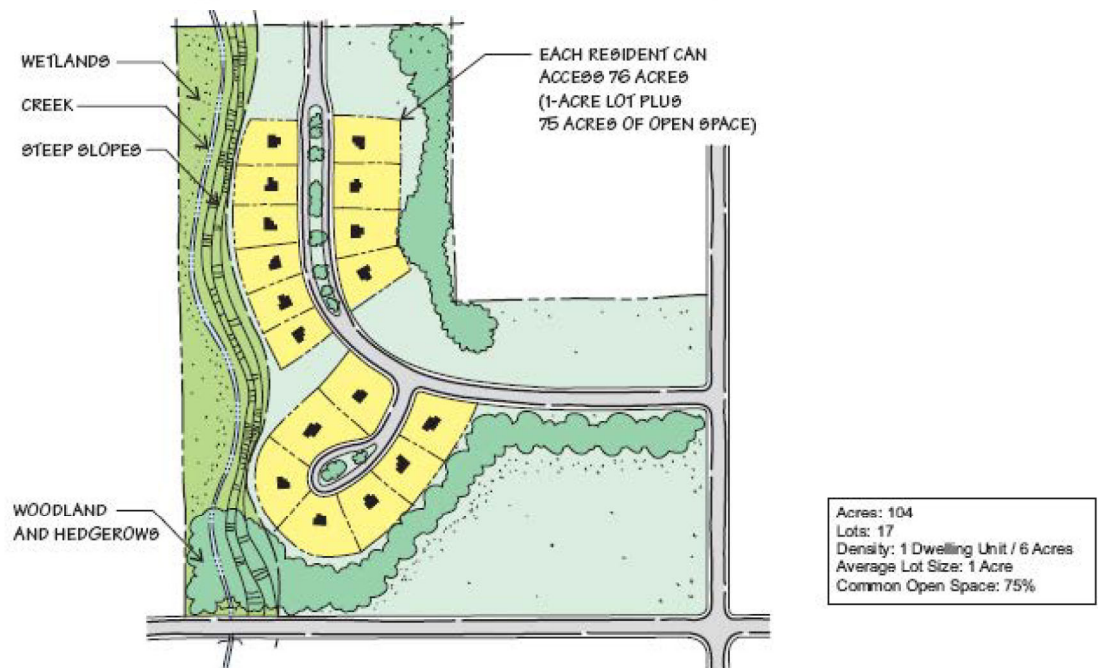 WETLANDS
CREEK
STEEP SLOPES
EACH RESIDENT CAN
ACCESS 76 ACRES
(1-ACRE LOT PLUS
75 ACRES OF OPEN SPACE)
WOODLAND
AND HEDGEROWS
Acres: 104
Lots: 17
Density: 1 Dwelling Unit / 6 Acres
Average Lot Size: 1 Acre
Common Open Space: 75%